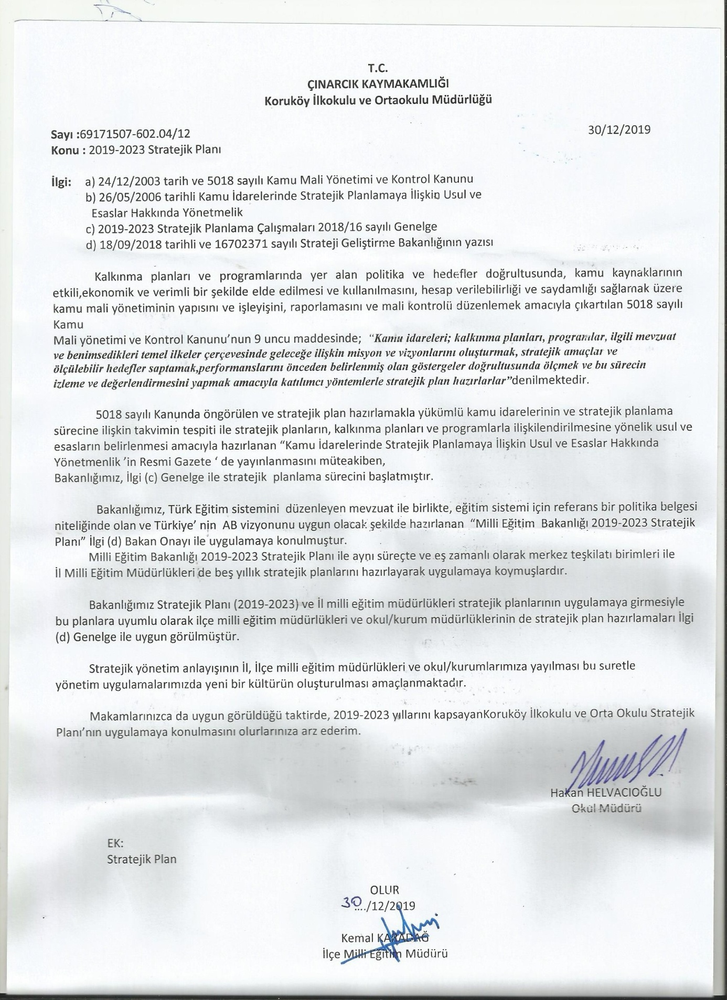 T.C.
ÇINARCIK KAYMAKAMLIĞI
Koruköy İlkokulu ve Ortaokulu Müdürlüğü
30/12/2019
Sayı :69171507-602.04/12
Konu : 2019-2023 Stratejik Planı
İlgi: a) 24/12/2003 tarih ve 5018 sayılı Kamu Mali Yönetimi ve Kontrol Kanunu
b) 26/05/2006 tarihli Kamu İdarelerinde Stratejik Planlamaya İlişkin Usul ve
Esaslar Hakkında Yönetmelik
c) 2019-2023 Stratejik Planlama Çalışmaları 2018/16 sayılı Genelge
d) 18/09/2018 tarihli ve 16702371 sayılı Strateji Geliştirme Bakanlığının yazısı
Kalkınma planları ve programlarında yer alan politika ve hedefler doğrultusunda, kamu kaynaklarının
etkili,ekonomik ve verimli bir şekilde elde edilmesi ve kullanılmasını, hesap verilebilirliği ve saydamlığı sağlamak üzere
kamu mali yönetiminin yapısını ve işleyişini, raporlamasını ve mali kontrolü düzenlemek amacıyla çıkartılan 5018 sayılı
Kamu
Mali yönetimi ve Kontrol Kanunu’nun 9 uncu maddesinde; “Kamu idareleri; kalkınma planları, programlar, ilgili mevzuat
ve benimsedikleri temel ilkeler çerçevesinde geleceğe ilişkin misyon ve vizyonlarını oluşturmak, stratejik amaçlar ve
ölçülebilir hedefler saptamak,performanslarını önceden belirlenmiş olan göstergeler doğrultusunda ölçmek ve bu sürecin
izleme ve değerlendirmesini yapmak amacıyla katılımcı yöntemlerle stratejik plan hazırlarlar”denilmektedir.
5018 sayılı Kanunda öngörülen ve stratejik plan hazırlamakla yükümlü kamu idarelerinin ve stratejik planlama
sürecine ilişkin takvimin tespiti ile stratejik planların, kalkınma planları ve programlarla ilişkilendirilmesine yönelik usul ve
esasların belirlenmesi amacıyla hazırlanan “Kamu İdarelerinde Stratejik Planlamaya İlişkin Usul ve Esaslar Hakkında
Yönetmenlik ’in Resmi Gazete ‘ de yayınlanmasını müteakiben,
Bakanlığımız, İlgi (c) Genelge ile stratejik planlama sürecini başlatmıştır.
Bakanlığımız, Türk Eğitim sistemini düzenleyen mevzuat ile birlikte, eğitim sistemi için referans bir politika belgesi
niteliğinde olan ve Türkiye’ nin AB vizyonunu uygun olacak şekilde hazırlanan “Milli Eğitim Bakanlığı 2019-2023 Stratejik
Planı” İlgi (d) Bakan Onayı ile uygulamaya konulmuştur.
Milli Eğitim Bakanlığı 2019-2023 Stratejik Planı ile aynı süreçte ve eş zamanlı olarak merkez teşkilatı birimleri ile
İl Milli Eğitim Müdürlükleri de beş yıllık stratejik planlarını hazırlayarak uygulamaya koymuşlardır.
Bakanlığımız Stratejik Planı (2019-2023) ve İl milli eğitim müdürlükleri stratejik planlarının uygulamaya girmesiyle
bu planlara uyumlu olarak ilçe milli eğitim müdürlükleri ve okul/kurum müdürlüklerinin de stratejik plan hazırlamaları İlgi
(d) Genelge ile uygun görülmüştür.
Stratejik yönetim anlayışının İl, İlçe milli eğitim müdürlükleri ve okul/kurumlarımıza yayılması bu suretle
yönetim uygulamalarımızda yeni bir kültürün oluşturulması amaçlanmaktadır.
Makamlarınızca da uygun görüldüğü taktirde, 2019-2023 yıllarını kapsayanKoruköy İlkokulu ve Orta Okulu Stratejik
Planı’nın uygulamaya konulmasını olurlarınıza arz ederim.
Hakan HELVACIOĞLU
Okul Müdürü
EK:
Stratejik Plan
OLUR
30..../12/2019
Kemal KARADAĞ
İlçe Milli Eğitim Müdürü